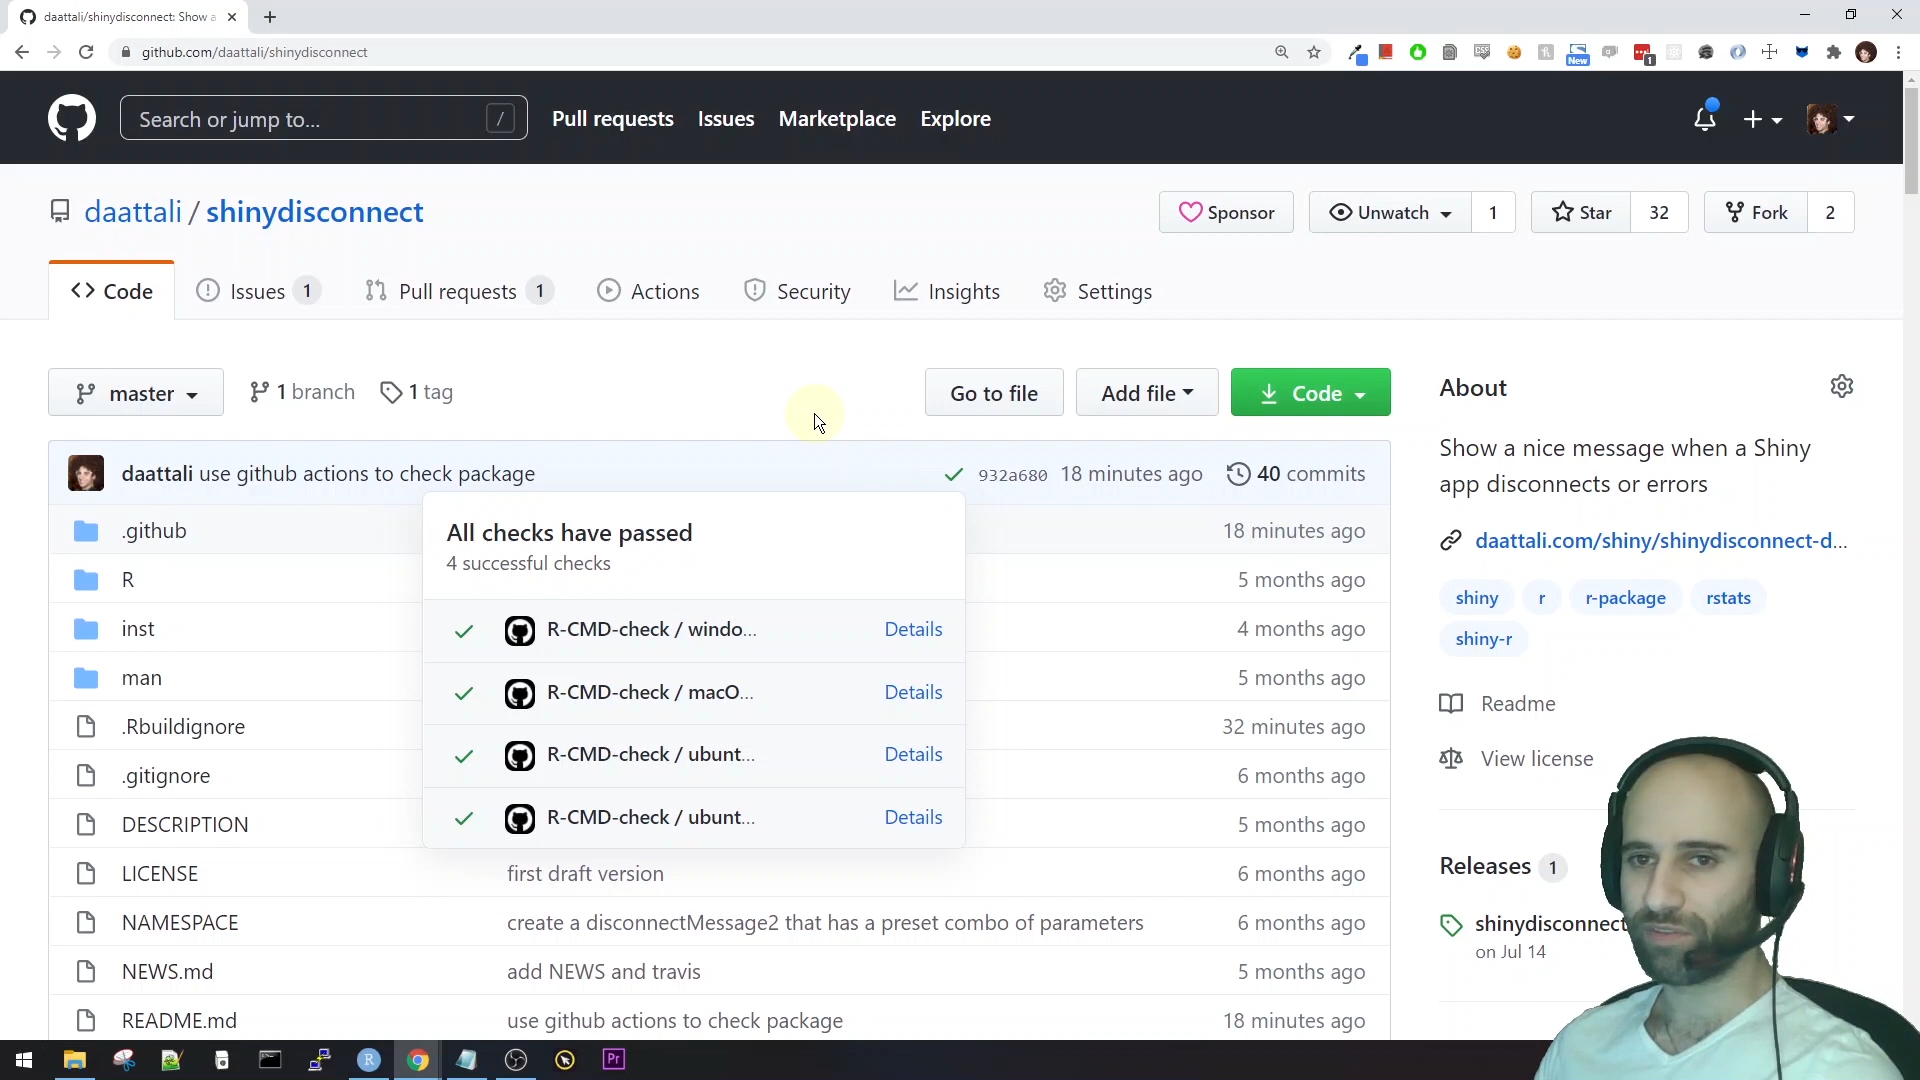 daattali/shinydisconnect: Show a
github.com/daattali/shinydisconnect
New
1
Search or jump to...
/
Pull requests
Issues
Marketplace
Explore
daattali / shinydisconnect
Sponsor
Unwatch
1
Star
32
Fork
2
Code
Issues 1
Pull requests 1
Actions
Security
Insights
Settings
master
1 branch
1 tag
Go to file
Add file
Code
daattali use github actions to check package
932a680 18 minutes ago
40 commits
All checks have passed
4 successful checks
R-CMD-check / windo... Details
R-CMD-check / macO... Details
R-CMD-check / ubunt... Details
R-CMD-check / ubunt... Details
.github 18 minutes ago
R 5 months ago
inst 4 months ago
man 5 months ago
.Rbuildignore 32 minutes ago
.gitignore 6 months ago
DESCRIPTION 5 months ago
LICENSE first draft version 6 months ago
NAMESPACE create a disconnectMessage2 that has a preset combo of parameters 6 months ago
NEWS.md add NEWS and travis 5 months ago
README.md use github actions to check package 18 minutes ago
About
Show a nice message when a Shiny
app disconnects or errors
daattali.com/shiny/shinydisconnect-d...
shiny r r-package rstats
shiny-r
Readme
View license
Releases 1
shinydisconnect
on Jul 14
R
Pr